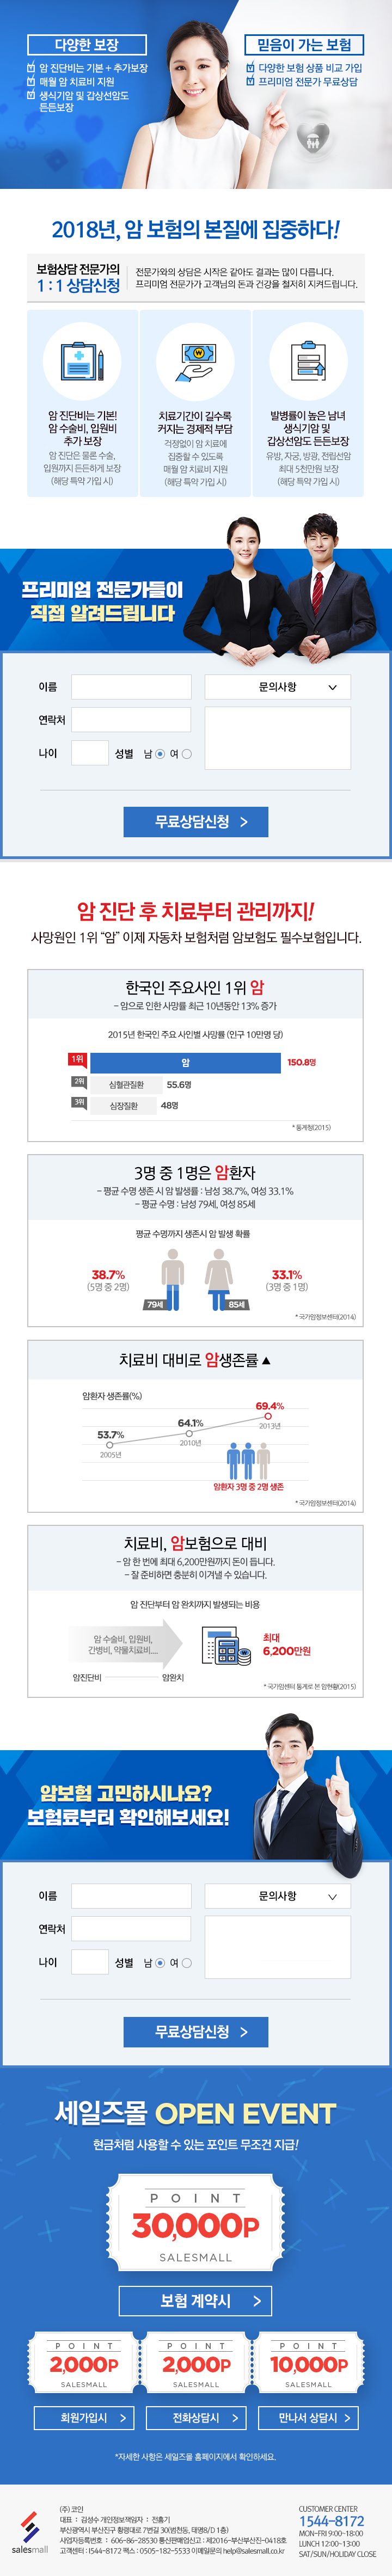 다양한 보장
암 진단비는 기본 + 추가보장
매월 암 치료비 지원
생식기암 및 갑상선암도
든든보장
믿음이 가는 보험
다양한 보험 상품 비교 가입
프리미엄 전문가 무료상담
2018년, 암 보험의 본질에 집중하다!
보험상담 전문가의
1 : 1 상담신청
전문가와의 상담은 시작은 같아도 결과는 많이 다릅니다.
프리미엄 전문가가 고객님의 돈과 건강을 철저히 지켜드립니다.
암 진단비는 기본!
암 수술비, 입원비
추가 보장
암 진단은 물론 수술,
입원까지 든든하게 보장
(해당 특약 가입 시)
치료기간이 길수록
커지는 경제적 부담
걱정없이 암 치료에
집중할 수 있도록
매월 암 치료비 지원
(해당 특약 가입 시)
발병률이 높은 남녀
생식기암 및
갑상선암도 든든보장
유방, 자궁, 방광, 전립선암
최대 5천만원 보장
(해당 특약 가입 시)
프리미엄 전문가들이
직접 알려드립니다
이름
문의사항
연락처
나이
성별 남 여
무료상담신청 >
암 진단 후 치료부터 관리까지!
사망원인 1위 “암” 이제 자동차 보험처럼 암보험도 필수보험입니다.
한국인 주요사인 1위 암
- 암으로 인한 사망률 최근 10년동안 13% 증가
2015년 한국인 주요 사인별 사망률 (인구 10만명 당)
1위 암 150.8명
2위 심혈관질환 55.6명
3위 심장질환 48명
* 통계청(2015)
3명 중 1명은 암환자
- 평균 수명 생존 시 암 발생률 : 남성 38.7%, 여성 33.1%
- 평균 수명 : 남성 79세, 여성 85세
평균 수명까지 생존시 암 발생 확률
38.7%
(5명 중 2명)
79세
85세
33.1%
(3명 중 1명)
* 국가암정보센터(2014)
치료비 대비로 암생존률 ▲
암환자 생존률(%)
53.7%
2005년
64.1%
2010년
69.4%
2013년
암환자 3명 중 2명 생존
* 국가암정보센터(2014)
치료비, 암보험으로 대비
- 암 한 번에 최대 6,200만원까지 돈이 듭니다.
- 잘 준비하면 충분히 이겨낼 수 있습니다.
암 진단부터 암 완치까지 발생되는 비용
암 수술비, 입원비,
간병비, 약물치료비....
암진단비
암완치
최대
6,200만원
* 국가암센터 통계로 본 암현황(2015)
암보험 고민하시나요?
보험료부터 확인해보세요!
이름
문의사항
연락처
나이
성별 남 여
무료상담신청 >
세일즈몰 OPEN EVENT
현금처럼 사용할 수 있는 포인트 무조건 지급!
POINT
30,000P
SALESMALL
보험 계약시 >
POINT
2,000P
SALESMALL
회원가입시 >
POINT
2,000P
SALESMALL
전화상담시 >
POINT
10,000P
SALESMALL
만나서 상담시 >
*자세한 사항은 세일즈몰 홈페이지에서 확인하세요.
salesmall
(주) 코인
대표 : 김성수 개인정보책임자 : 전홍기
부산광역시 부산진구 황령대로 7번길 30(범천동, 태명8/D 1층)
사업자등록번호 : 606-86-28530 통신판매업신고 : 제2016-부산부산진-0418호
고객센터 : 1544-8172 팩스 : 0505-182-5533 이메일문의 help@salesmall.co.kr
CUSTOMER CENTER
1544-8172
MON-FRI 9:00-18:00
LUNCH 12:00-13:00
SAT/SUN/HOLIDAY CLOSE